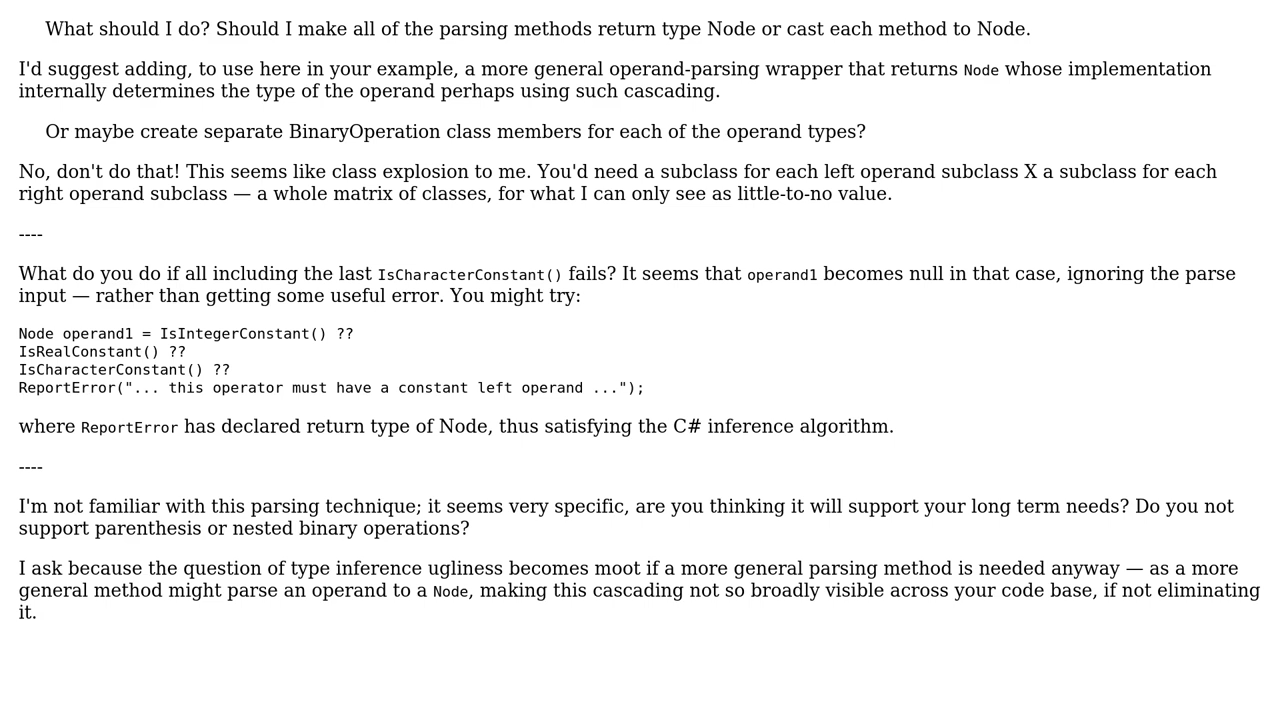 What should I do? Should I make all of the parsing methods return type Node or cast each method to Node.
I'd suggest adding, to use here in your example, a more general operand-parsing wrapper that returns Node whose implementation
internally determines the type of the operand perhaps using such cascading.
Or maybe create separate BinaryOperation class members for each of the operand types?
No, don't do that! This seems like class explosion to me. You'd need a subclass for each left operand subclass X a subclass for each
right operand subclass — a whole matrix of classes, for what I can only see as little-to-no value.
----
What do you do if all including the last IsCharacterConstant() fails? It seems that operand1 becomes null in that case, ignoring the parse
input — rather than getting some useful error. You might try:
Node operand1 = IsIntegerConstant() ??
IsRealConstant() ??
IsCharacterConstant() ??
ReportError("... this operator must have a constant left operand ...");
where ReportError has declared return type of Node, thus satisfying the C# inference algorithm.
----
I'm not familiar with this parsing technique; it seems very specific, are you thinking it will support your long term needs? Do you not
support parenthesis or nested binary operations?
I ask because the question of type inference ugliness becomes moot if a more general parsing method is needed anyway — as a more
general method might parse an operand to a Node, making this cascading not so broadly visible across your code base, if not eliminating
it.